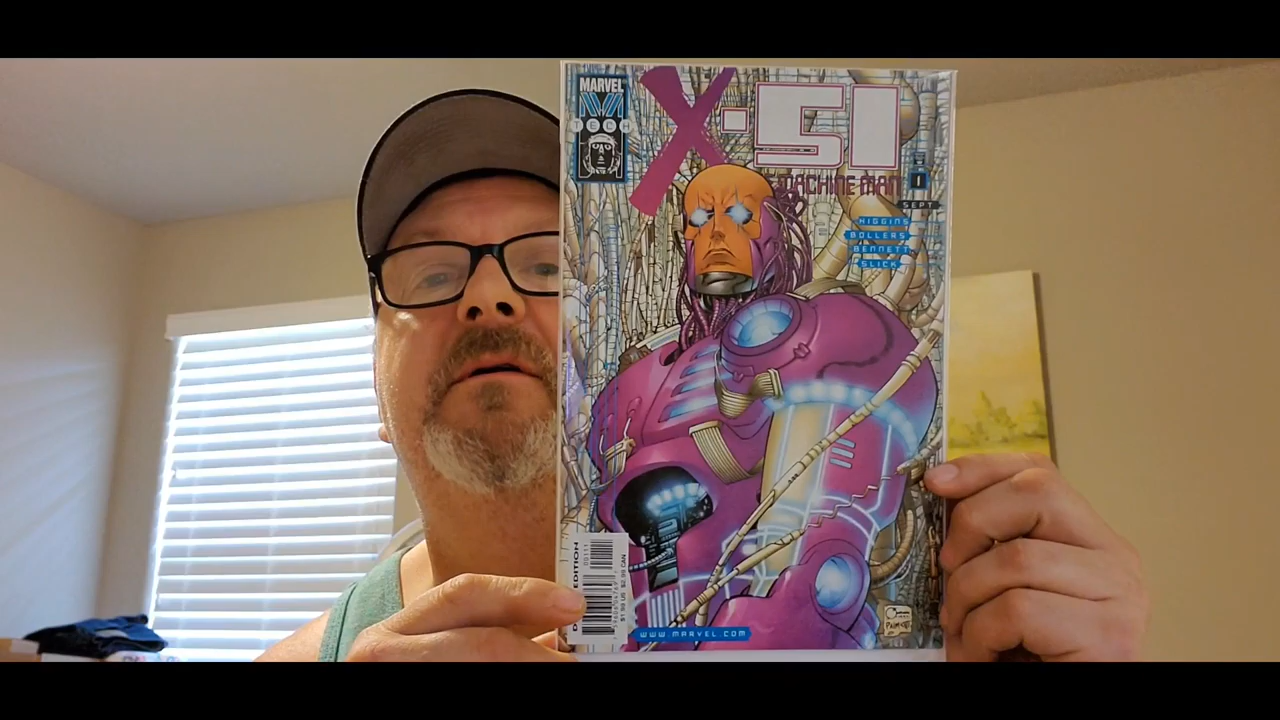 MARVEL
M
TECH
X-51
MACHINE MAN
1
SEPT
HIGGINS
BOLLERS
BENNETT
SLICK
EDITION
00111
$1.99 US $2.99 CAN
WWW.MARVEL.COM